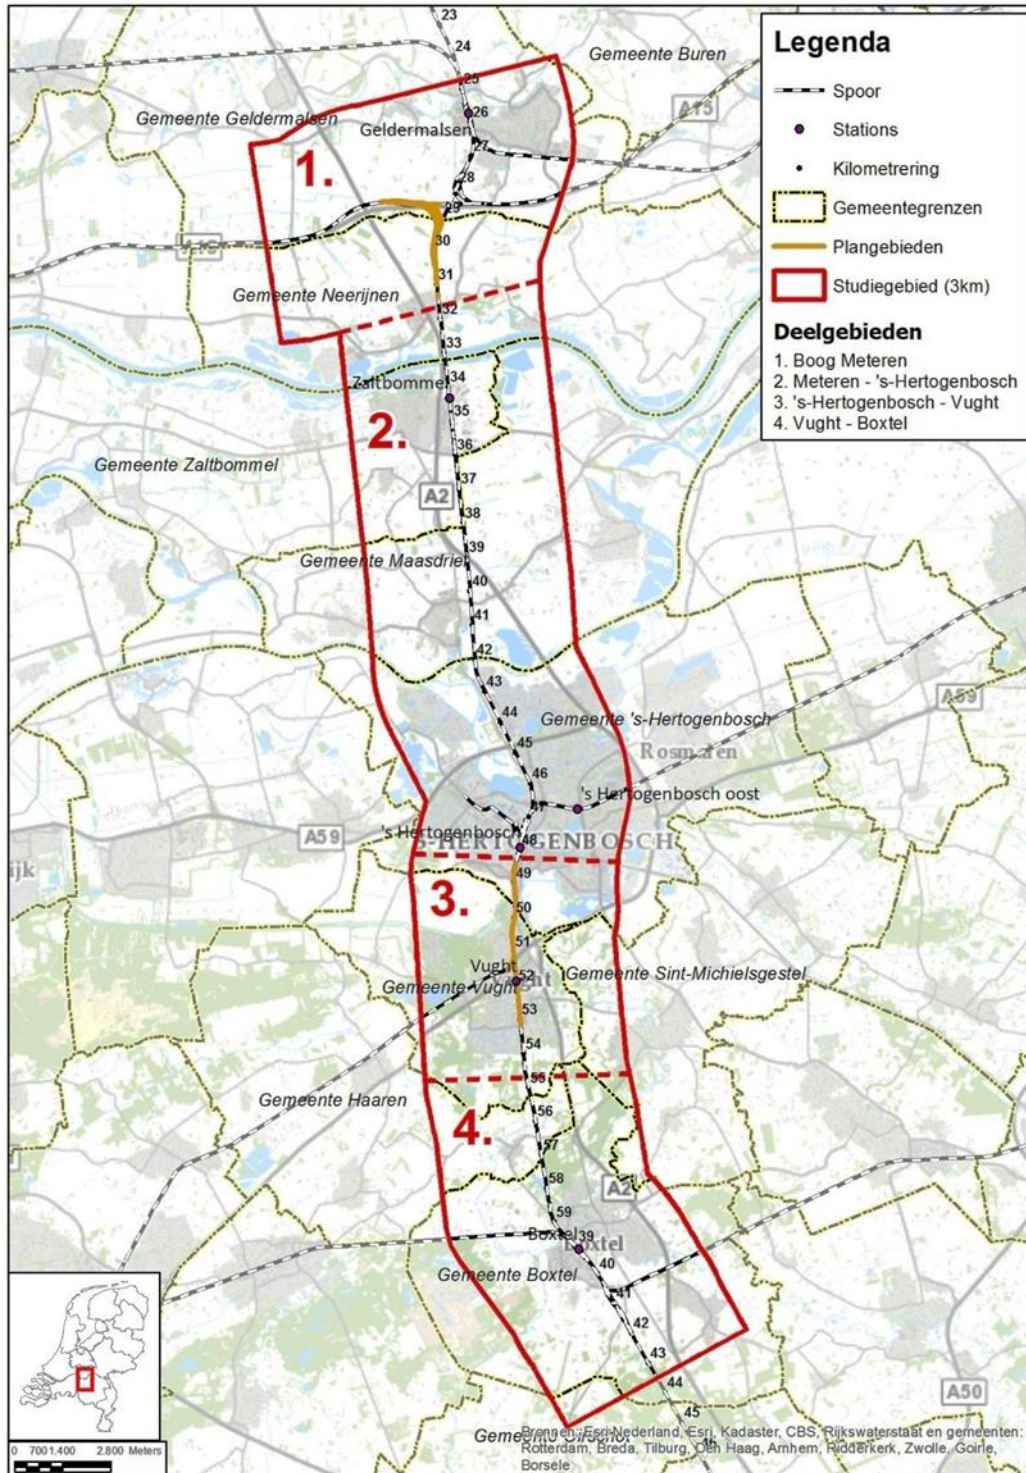 23
24
25
Gemeente Buren
A15
26
Gemeente Geldermalsen
Geldermalsen
27
1.
28
29
30
31
Gemeente Neerijnen
32
33
34
Zaltbommel
35
2.
36
Gemeente Zaltbommel
37
A2
38
39
Gemeente Maasdriel
40
41
42
43
44
Gemeente 's-Hertogenbosch
A59
45
Rosmalen
46
's Hertogenbosch oost
47
A59
's Hertogenbosch
48
'S-HERTOGENBOSCH
ijk
49
3.
50
51
Vught
52
Vught
Gemeente Sint-Michielsgestel
Gemeente Vught
53
54
55
Gemeente Haaren
56
4.
57
58
A2
59
Boxtel
39
Boxtel
40
Gemeente Boxtel
41
42
43
44
A50
45
46
Legenda
Spoor
Stations
Kilometrering
Gemeentegrenzen
Plangebieden
Studiegebied (3km)
Deelgebieden
1. Boog Meteren
2. Meteren - 's-Hertogenbosch
3. 's-Hertogenbosch - Vught
4. Vught - Boxtel
0 700 1.400 2.800 Meters
Bronnen: Esri Nederland, Esri, Kadaster, CBS, Rijkswaterstaat en gemeenten:
Rotterdam, Breda, Tilburg, Den Haag, Arnhem, Ridderkerk, Zwolle, Goirle,
Borsele